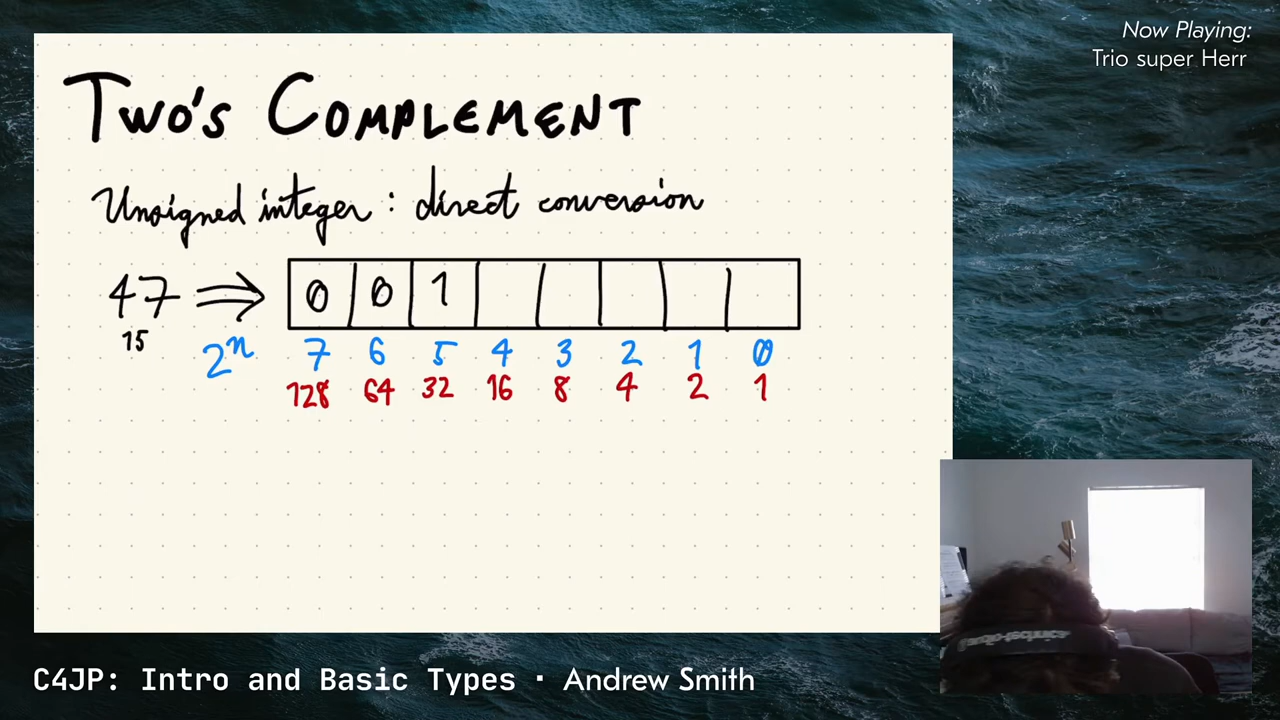 Now Playing:
Trio super Herr
Two's Complement
Unsigned integer: direct conversion
47 ⇒ 0 0 1
15
2ⁿ 7 6 5 4 3 2 1 0
128 64 32 16 8 4 2 1
C4JP: Intro and Basic Types · Andrew Smith